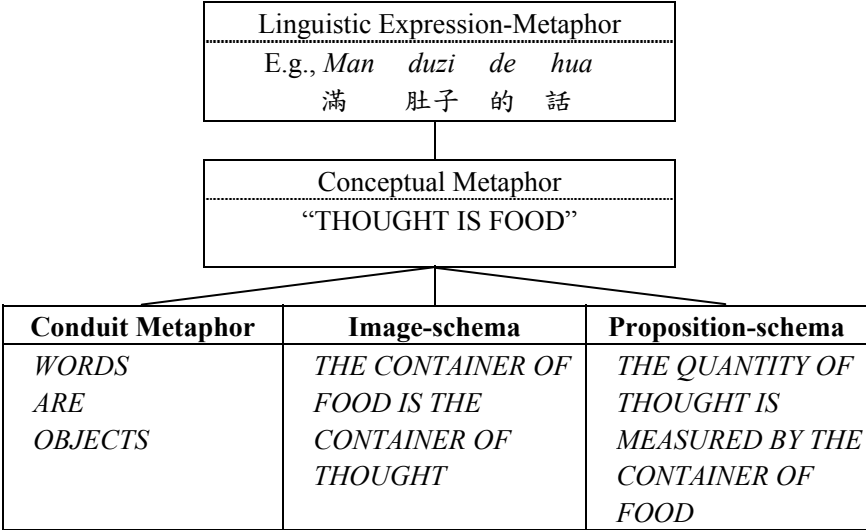 Linguistic Expression-Metaphor
E.g., Man duzi de hua
滿 肚子 的 話
Conceptual Metaphor
“THOUGHT IS FOOD”
Conduit Metaphor
WORDS
ARE
OBJECTS
Image-schema
THE CONTAINER OF
FOOD IS THE
CONTAINER OF
THOUGHT
Proposition-schema
THE QUANTITY OF
THOUGHT IS
MEASURED BY THE
CONTAINER OF
FOOD